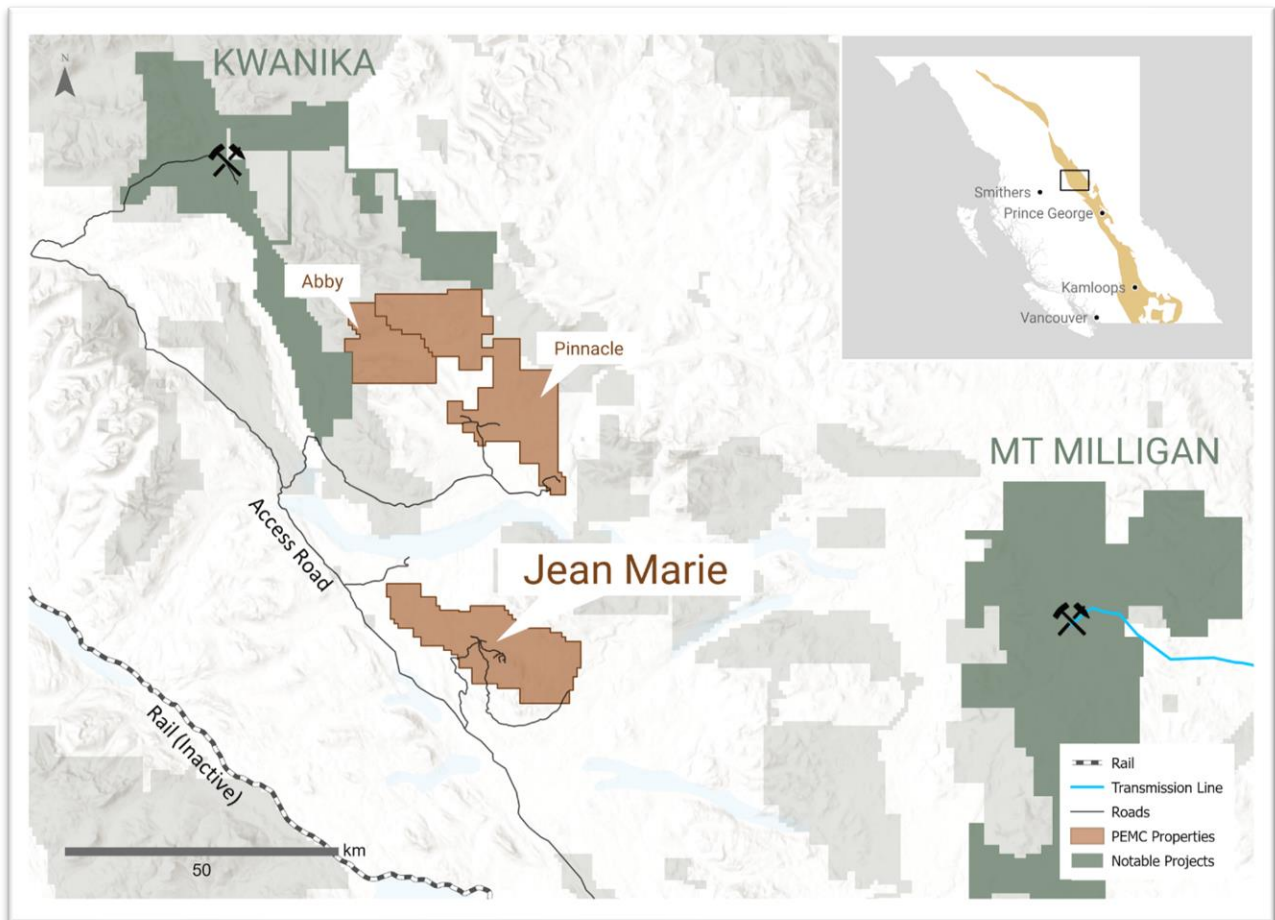 KWANIKA
N
Abby
Pinnacle
Smithers
Prince George
Kamloops
Vancouver
MT MILLIGAN
Access Road
Jean Marie
Rail (Inactive)
km
50
Rail
Transmission Line
Roads
PEMC Properties
Notable Projects